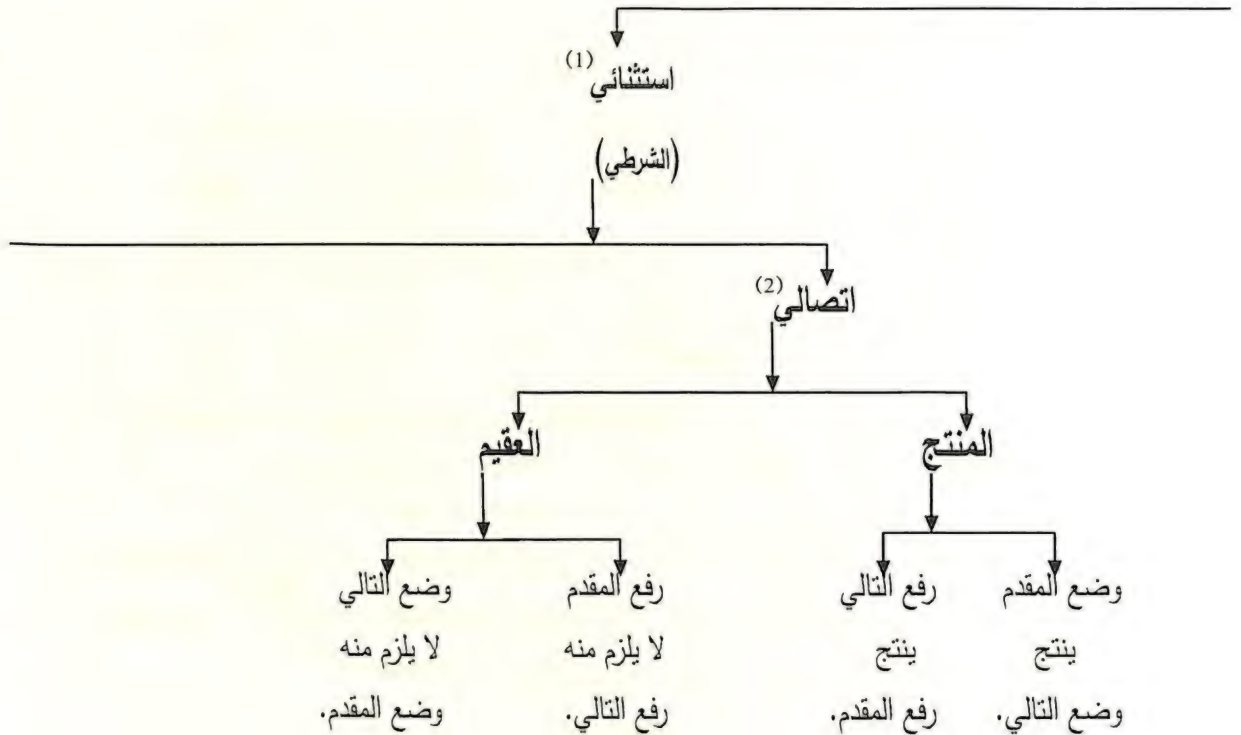 استثنائي (1)
(الشرطي)
اتصالي (2)
المنتج
العقيم
وضع المقدم
ينتج
وضع التالي.
رفع التالي
ينتج
رفع المقدم.
رفع المقدم
لا يلزم منه
رفع التالي.
وضع التالي
لا يلزم منه
وضع المقدم.